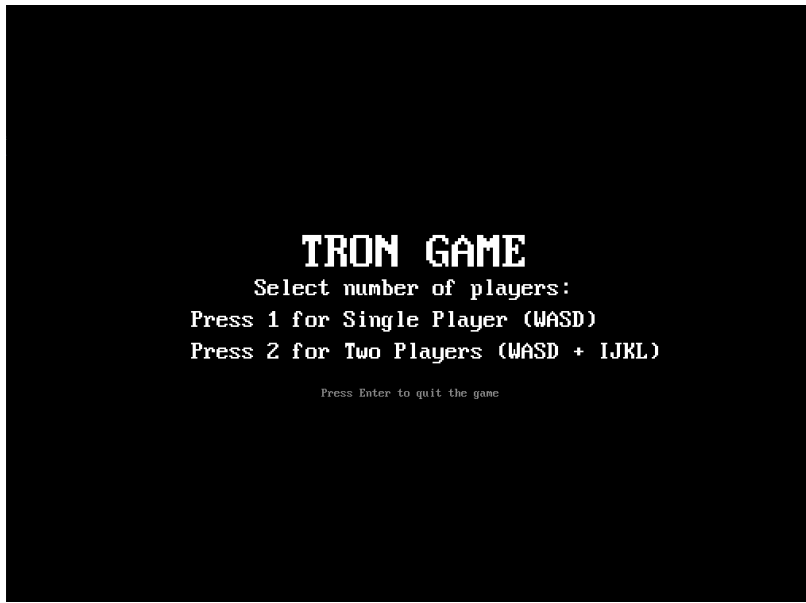 TRON GAME
Select number of players:
Press 1 for Single Player (WASD)
Press 2 for Two Players (WASD + IJKL)
Press Enter to quit the game